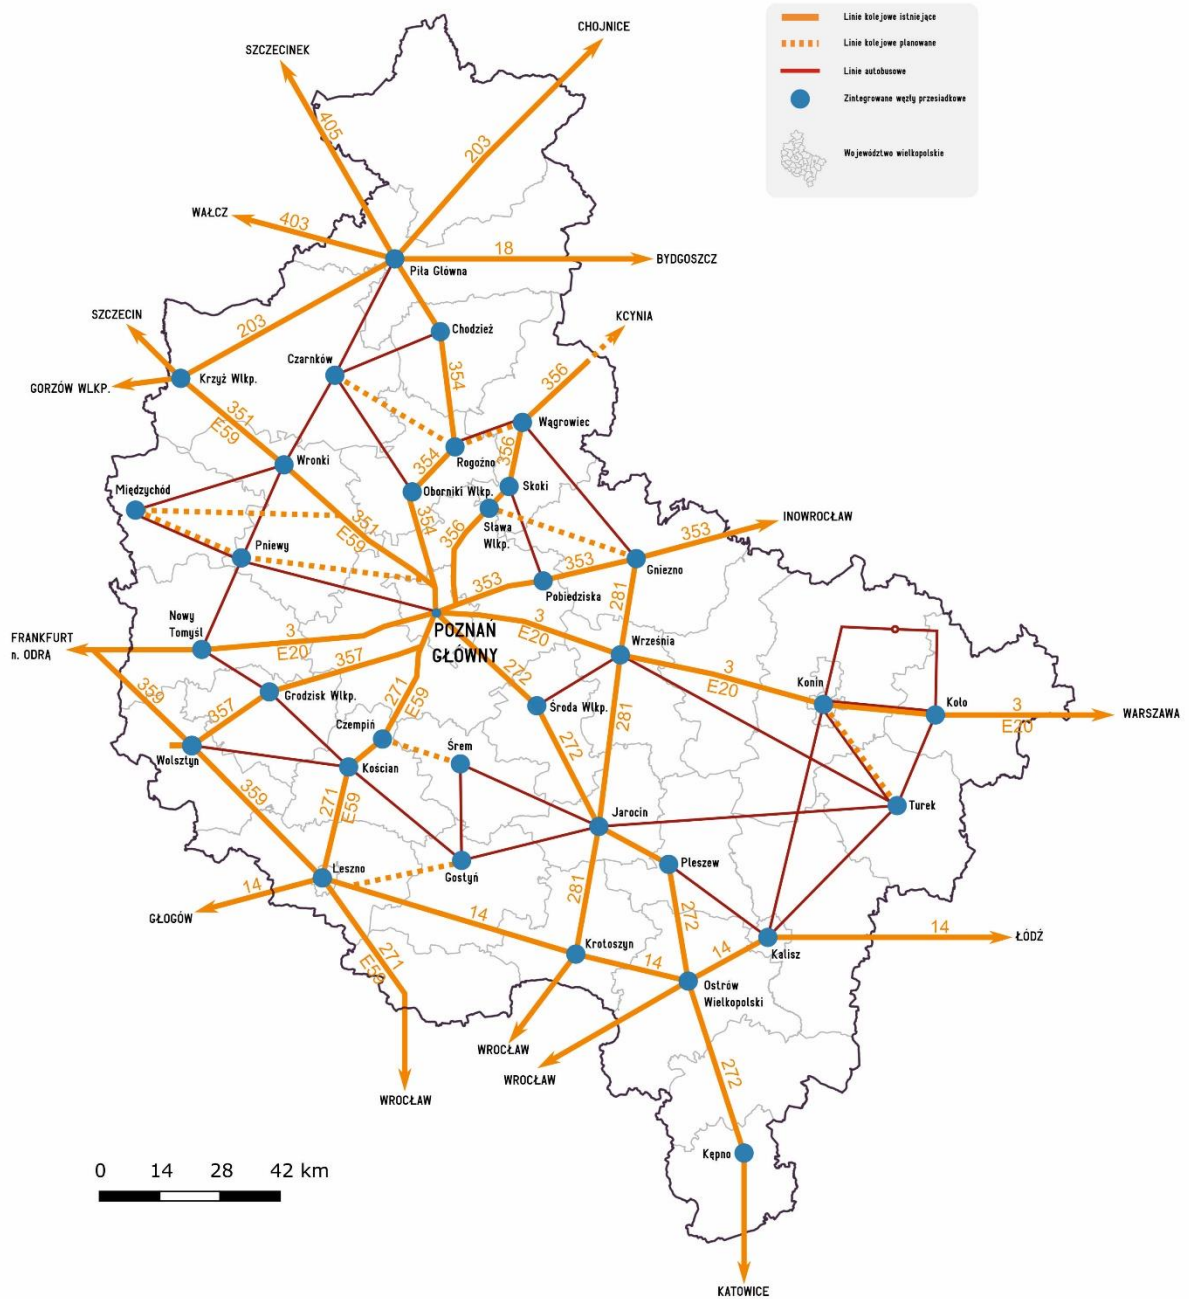 CHOJNICE
SZCZECINEK
Linie kolejowe istniejące
Linie kolejowe planowane
Linie autobusowe
Zintegrowane węzły przesiadkowe
Województwo wielkopolskie
405
203
WAŁCZ
403
18
BYDGOSZCZ
Piła Główna
SZCZECIN
203
KCYNIA
Chodzież
Czarnków
354
356
GORZÓW WLKP.
Krzyż Wlkp.
351
E59
Wągrowiec
Rogoźno
356
354
Wronki
Międzychód
Oborniki Wlkp.
Skoki
351
E59
354
356
Sława
Wlkp.
353
INOWROCŁAW
Pniewy
353
Gniezno
353
Pobiedziska
281
Nowy
Tomyśl
3
E20
POZNAŃ
GŁÓWNY
3
E20
Września
FRANKFURT
n. ODRĄ
357
272
3
E20
359
357
Grodzisk Wlkp.
271
E59
Środa Wlkp.
281
Konin
Koło
3
E20
WARSZAWA
Czempiń
Śrem
272
Wolsztyn
Kościan
359
271
E59
Jarocin
Turek
Leszno
Gostyń
Pleszew
14
GŁOGÓW
14
281
272
14
ŁÓDŹ
Krotoszyn
14
14
Kalisz
271
E59
Ostrów
Wielkopolski
WROCŁAW
WROCŁAW
WROCŁAW
272
Kępno
0 14 28 42 km
KATOWICE